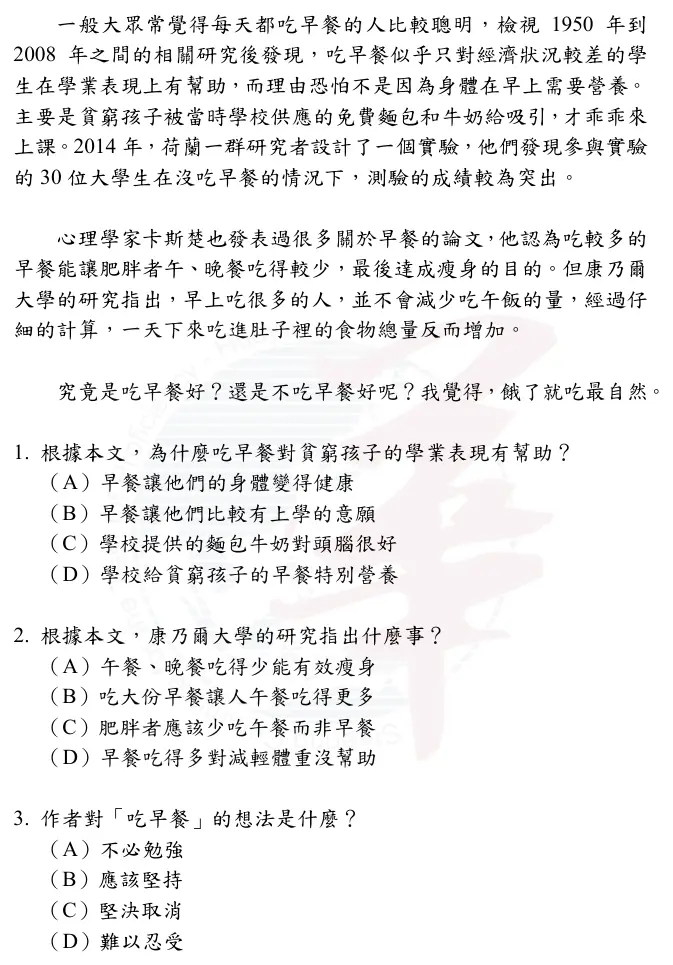 一般大眾常覺得每天都吃早餐的人比較聰明，檢視 1950 年到
2008 年之間的相關研究後發現，吃早餐似乎只對經濟狀況較差的學
生在學業表現上有幫助，而理由恐怕不是因為身體在早上需要營養。
主要是貧窮孩子被當時學校供應的免費麵包和牛奶給吸引，才乖乖來
上課。2014 年，荷蘭一群研究者設計了一個實驗，他們發現參與實驗
的 30 位大學生在沒吃早餐的情況下，測驗的成績較為突出。
心理學家卡斯楚也發表過很多關於早餐的論文，他認為吃較多的
早餐能讓肥胖者午、晚餐吃得較少，最後達成瘦身的目的。但康乃爾
大學的研究指出，早上吃很多的人，並不會減少吃午飯的量，經過仔
細的計算，一天下來吃進肚子裡的食物總量反而增加。
究竟是吃早餐好？還是不吃早餐好呢？我覺得，餓了就吃最自然。
1. 根據本文，為什麼吃早餐對貧窮孩子的學業表現有幫助？
（A）早餐讓他們的身體變得健康
（B）早餐讓他們比較有上學的意願
（C）學校提供的麵包牛奶對頭腦很好
（D）學校給貧窮孩子的早餐特別營養
2. 根據本文，康乃爾大學的研究指出什麼事？
（A）午餐、晚餐吃得少能有效瘦身
（B）吃大份早餐讓人午餐吃得更多
（C）肥胖者應該少吃午餐而非早餐
（D）早餐吃得多對減輕體重沒幫助
3. 作者對「吃早餐」的想法是什麼？
（A）不必勉強
（B）應該堅持
（C）堅決取消
（D）難以忍受